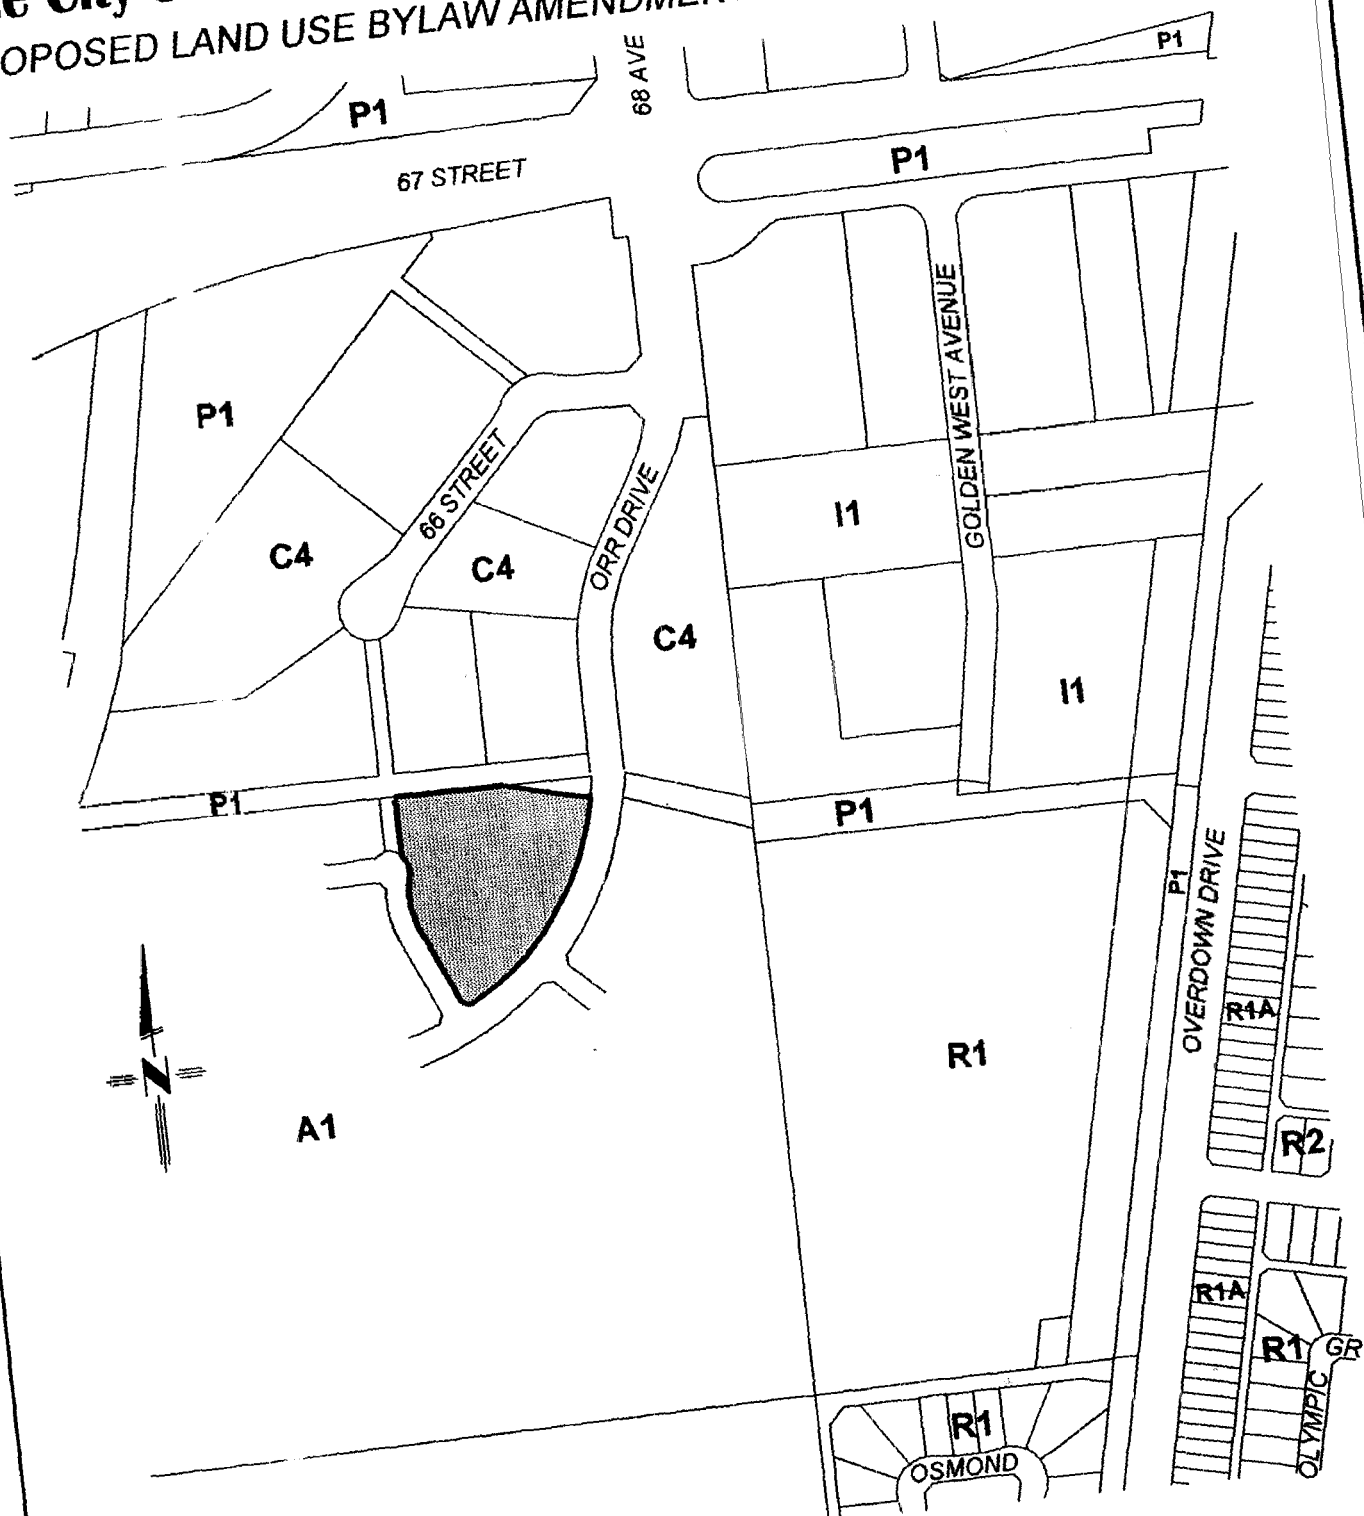 City
OPOSED LAND USE BYLAW
P1
68 AVE
P1
67 STREET
P1
P1
GOLDEN WEST AVENUE
66 STREET
ORR DRIVE
I1
C4
C4
C4
I1
P1
P1
P1
OVERDOWN DRIVE
R1A
R1
N
A1
R2
R1A
R1
GR
OLYMPIC
R1
OSMOND